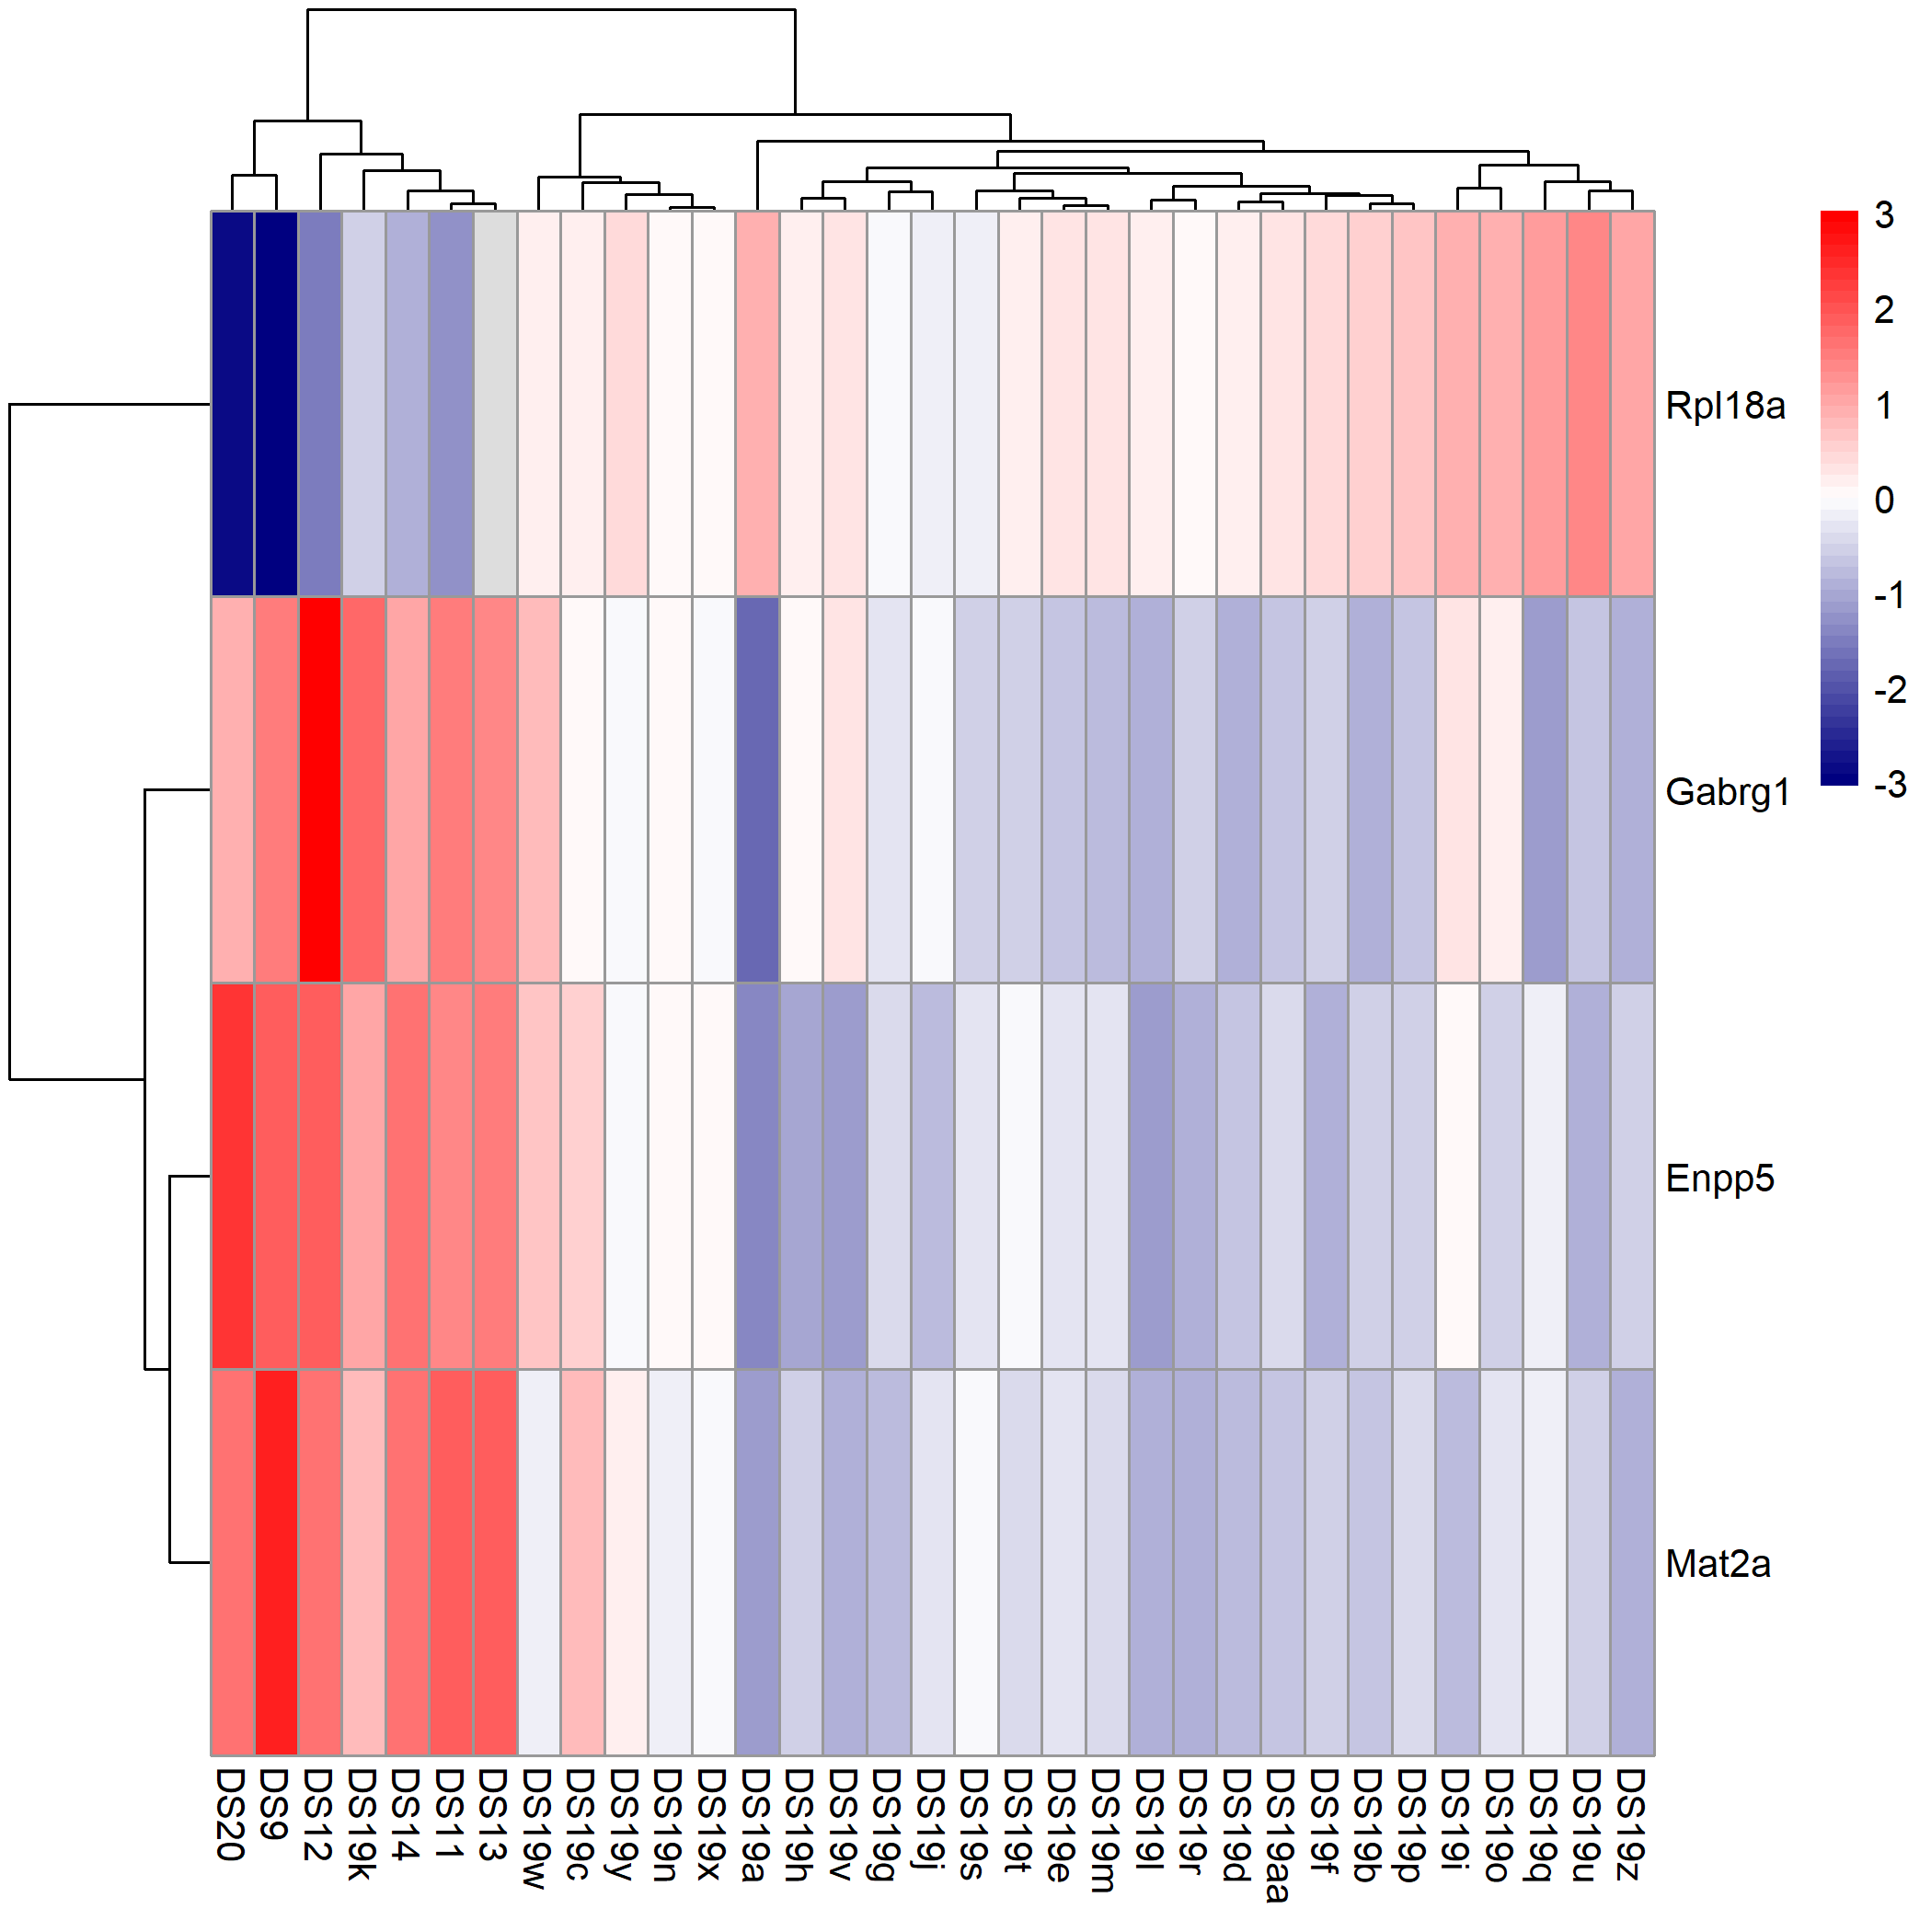 3
2
1
0
-1
-2
-3
Rpl18a
Gabrg1
Enpp5
Mat2a
DS20
DS9
DS12
DS19k
DS14
DS11
DS13
DS19w
DS19c
DS19y
DS19n
DS19x
DS19a
DS19h
DS19v
DS19g
DS19j
DS19s
DS19t
DS19e
DS19m
DS19l
DS19r
DS19d
DS19aa
DS19f
DS19b
DS19p
DS19i
DS19o
DS19q
DS19u
DS19z